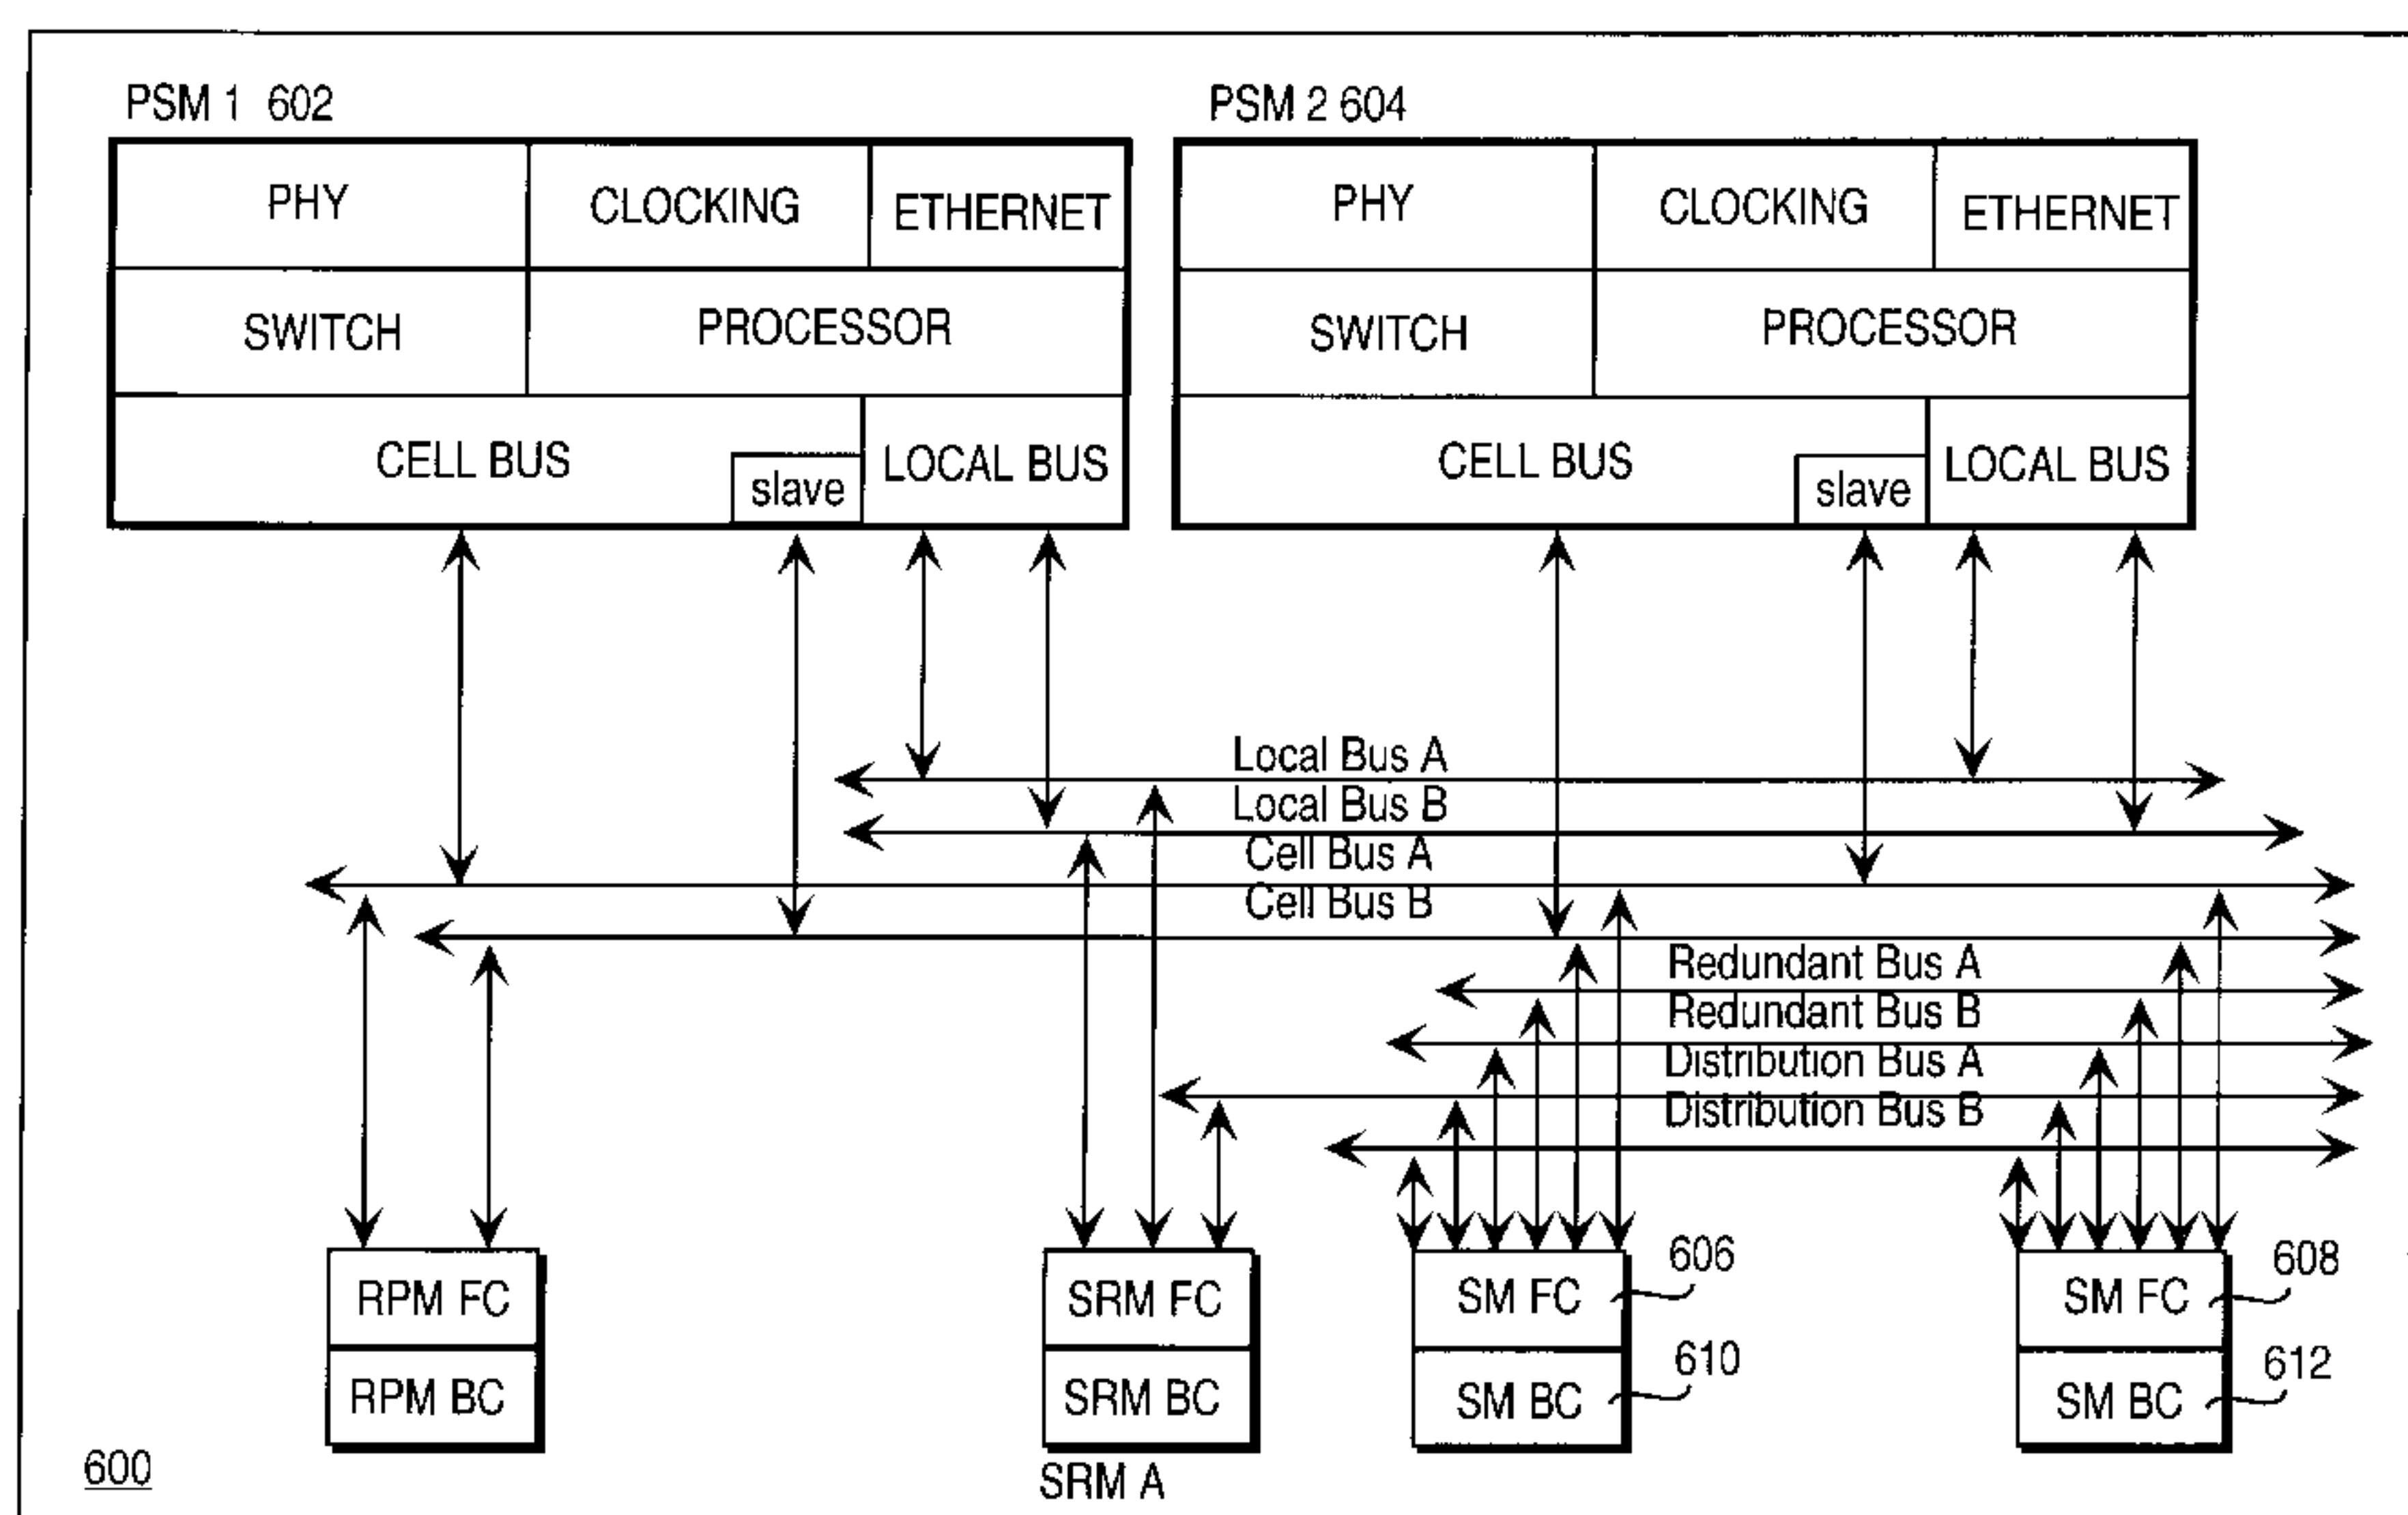 PSM 1 602
PSM 2 604
PHY
CLOCKING
ETHERNET
PHY
CLOCKING
ETHERNET
SWITCH
PROCESSOR
SWITCH
PROCESSOR
CELL BUS
slave
LOCAL BUS
CELL BUS
slave
LOCAL BUS
Local Bus A
Local Bus B
Cell Bus A
Cell Bus B
Redundant Bus A
Redundant Bus B
Distribution Bus A
Distribution Bus B
RPM FC
SRM FC
SM FC
606
SM FC
608
RPM BC
SRM BC
SM BC
610
SM BC
612
600
SRM A